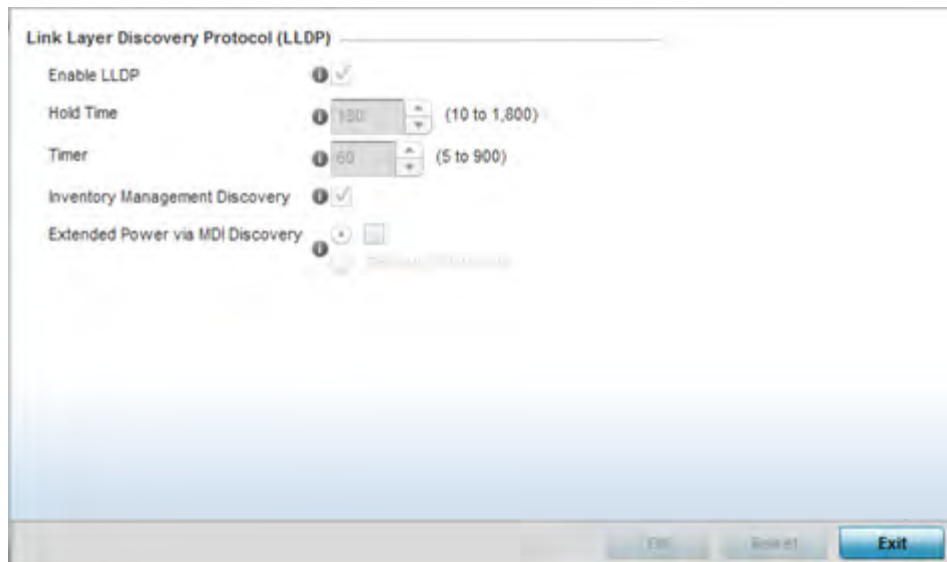 Link Layer Discovery Protocol (LLDP)
Enable LLDP
Hold Time 180 (10 to 1,800)
Timer 60 (5 to 900)
Inventory Management Discovery
Extended Power via MDI Discovery
Exit